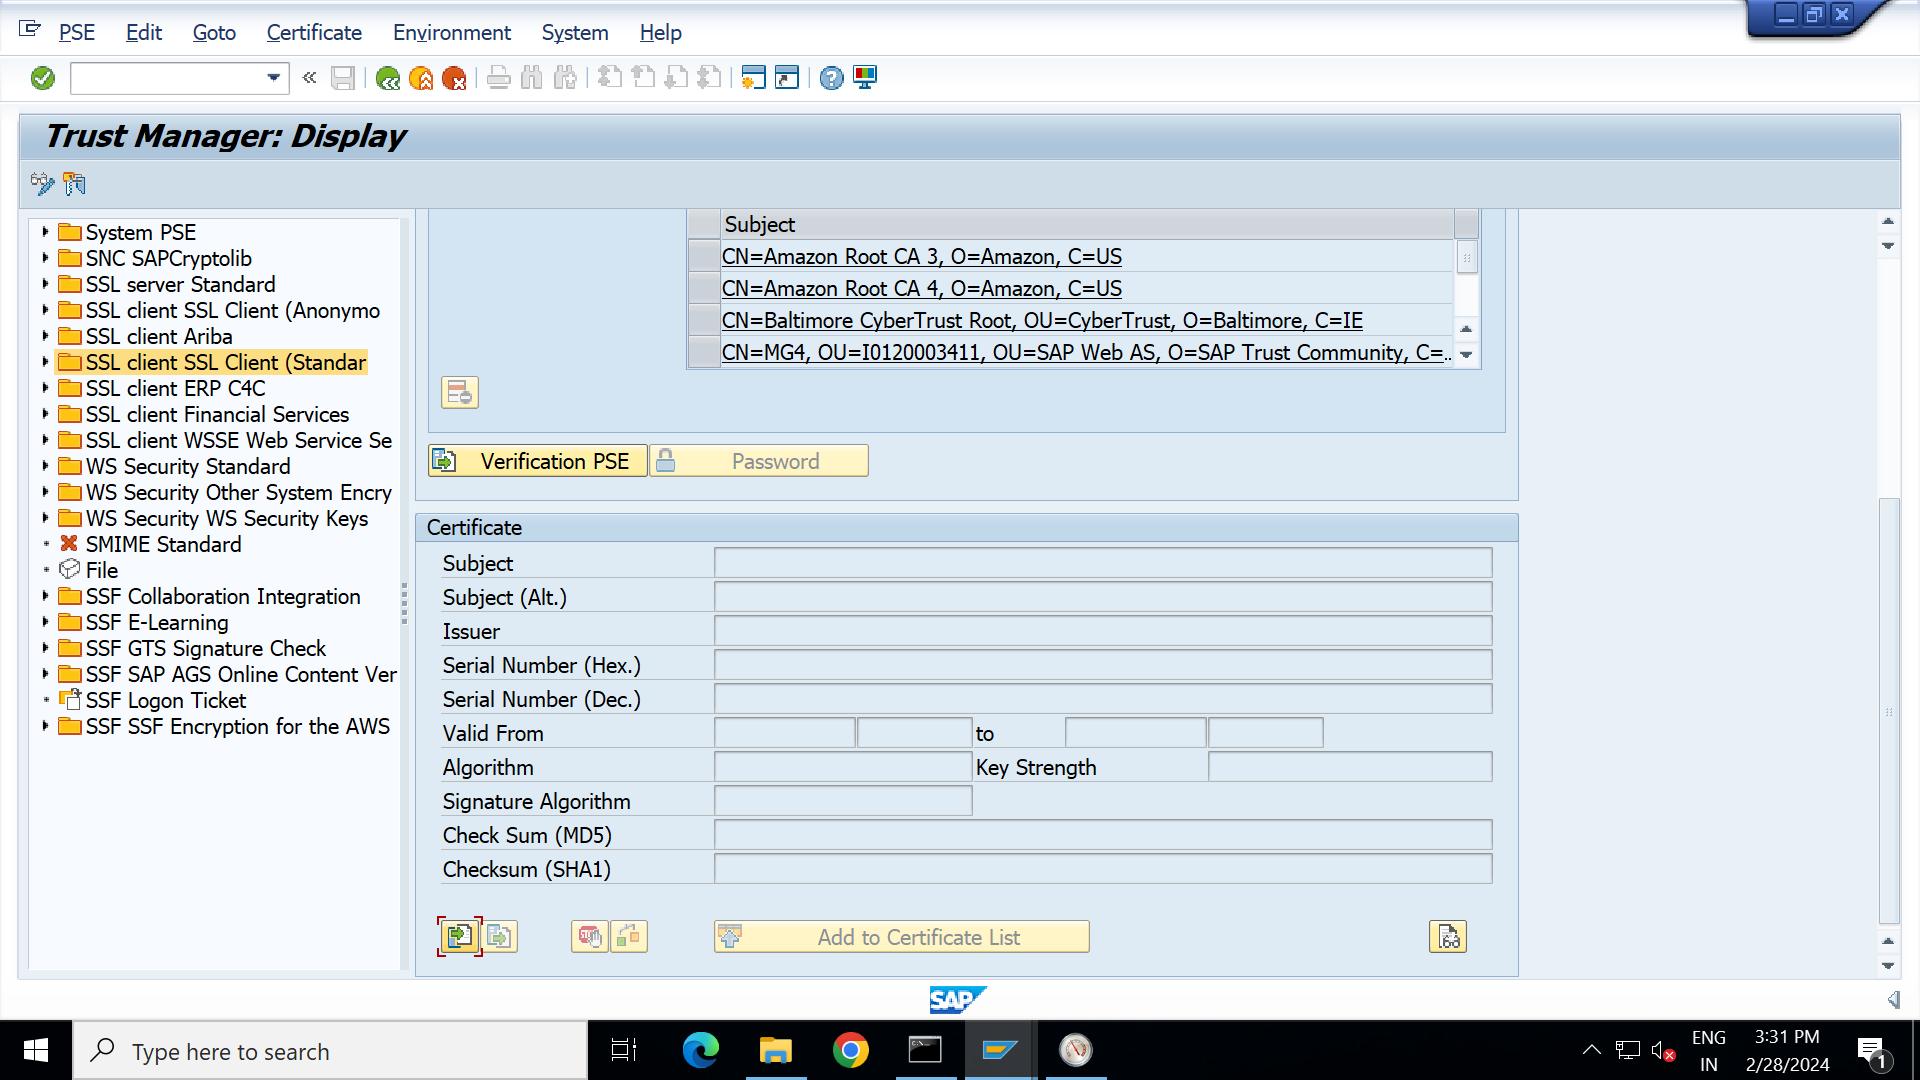 PSE Edit Goto Certificate Environment System Help
Trust Manager: Display
System PSE
SNC SAPCryptolib
SSL server Standard
SSL client SSL Client (Anonymo
SSL client Ariba
SSL client SSL Client (Standar
SSL client ERP C4C
SSL client Financial Services
SSL client WSSE Web Service Se
WS Security Standard
WS Security Other System Encry
WS Security WS Security Keys
SMIME Standard
File
SSF Collaboration Integration
SSF E-Learning
SSF GTS Signature Check
SSF SAP AGS Online Content Ver
SSF Logon Ticket
SSF SSF Encryption for the AWS
Subject
CN=Amazon Root CA 3, O=Amazon, C=US
CN=Amazon Root CA 4, O=Amazon, C=US
CN=Baltimore CyberTrust Root, OU=CyberTrust, O=Baltimore, C=IE
CN=MG4, OU=I0120003411, OU=SAP Web AS, O=SAP Trust Community, C=..
Verification PSE Password
Certificate
Subject
Subject (Alt.)
Issuer
Serial Number (Hex.)
Serial Number (Dec.)
Valid From to
Algorithm Key Strength
Signature Algorithm
Check Sum (MD5)
Checksum (SHA1)
Add to Certificate List
SAP
Type here to search
ENG
IN
3:31 PM
2/28/2024
1